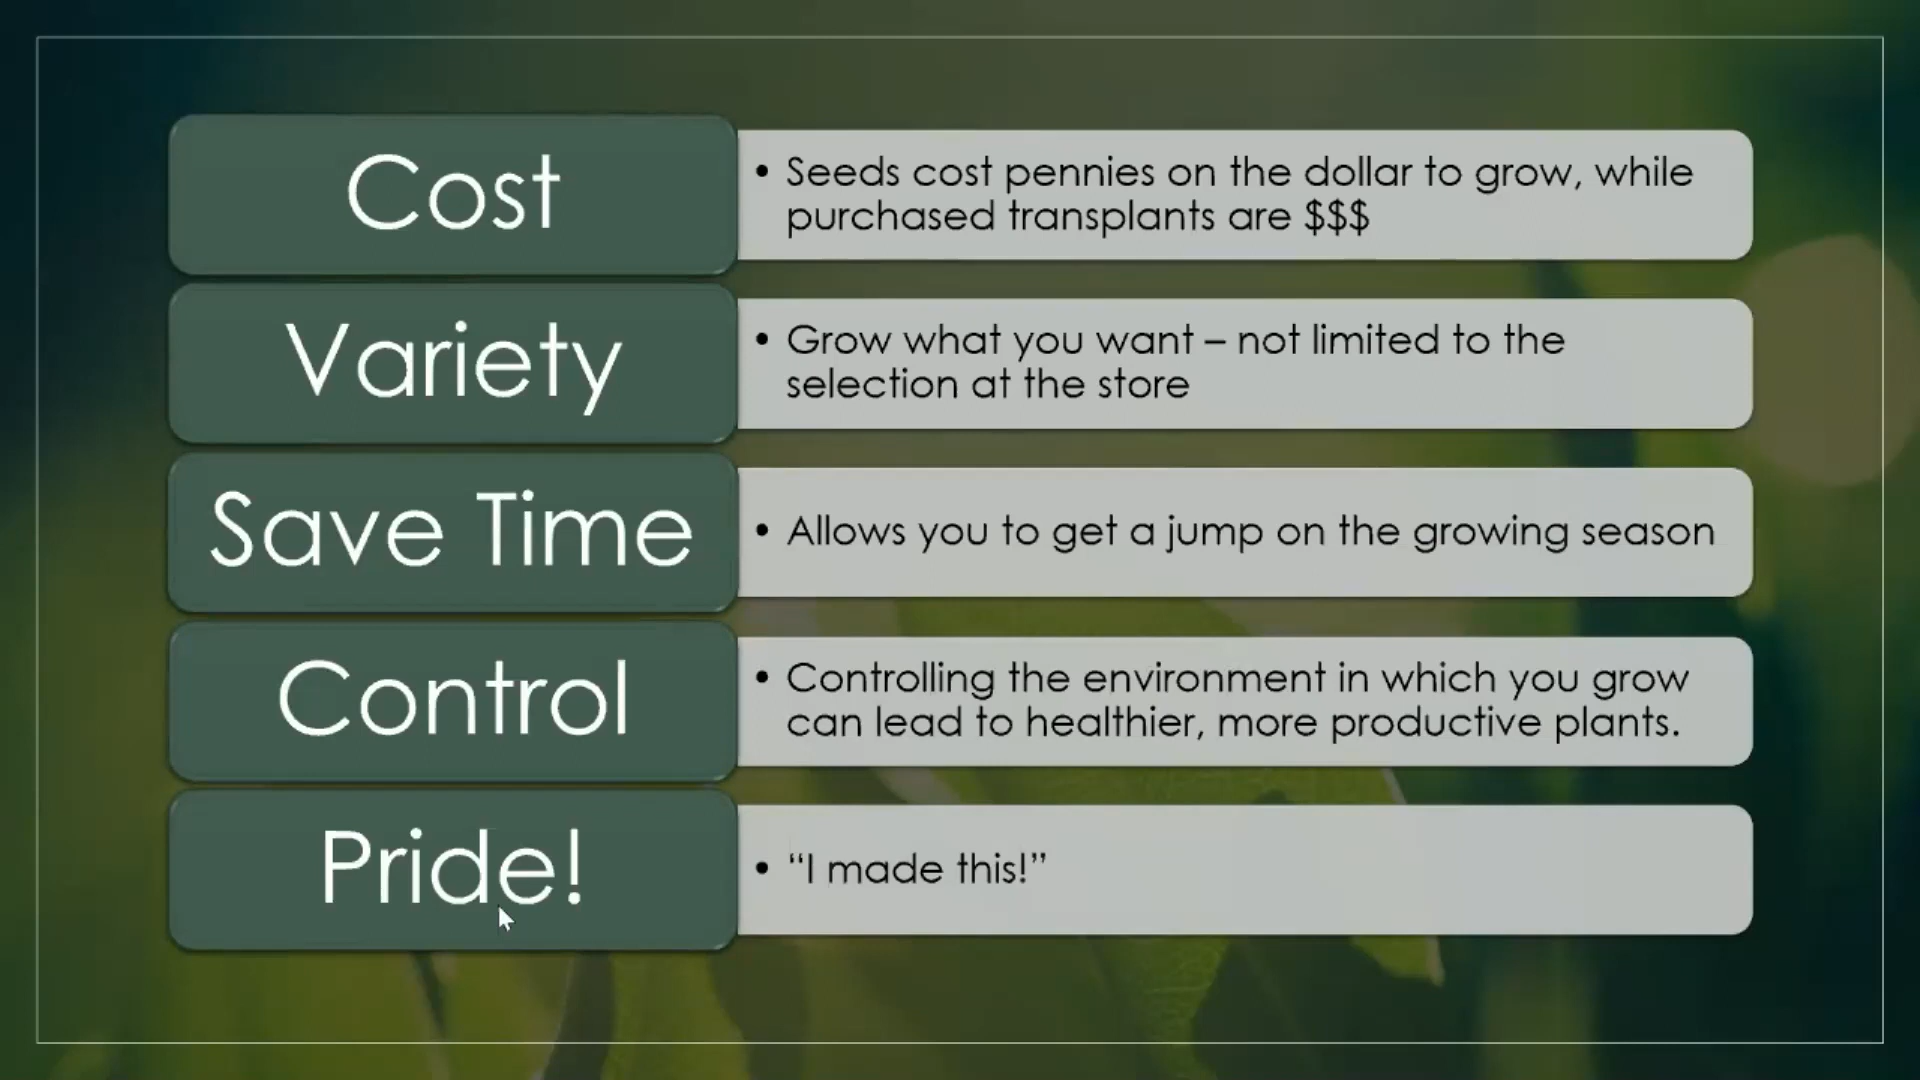 Cost
• Seeds cost pennies on the dollar to grow, while
purchased transplants are $$$
Variety
• Grow what you want – not limited to the
selection at the store
Save Time
• Allows you to get a jump on the growing season
Control
• Controlling the environment in which you grow
can lead to healthier, more productive plants.
Pride!
• “I made this!”